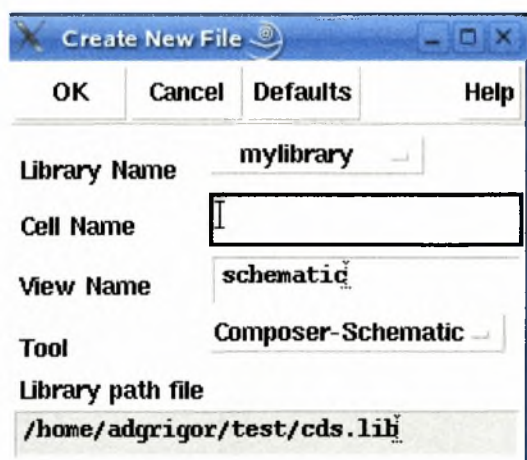 Create New File
OK Cancel Defaults Help
Library Name mylibrary
Cell Name
View Name schematic
Tool Composer-Schematic
Library path file
/home/adgrigor/test/cds.lib